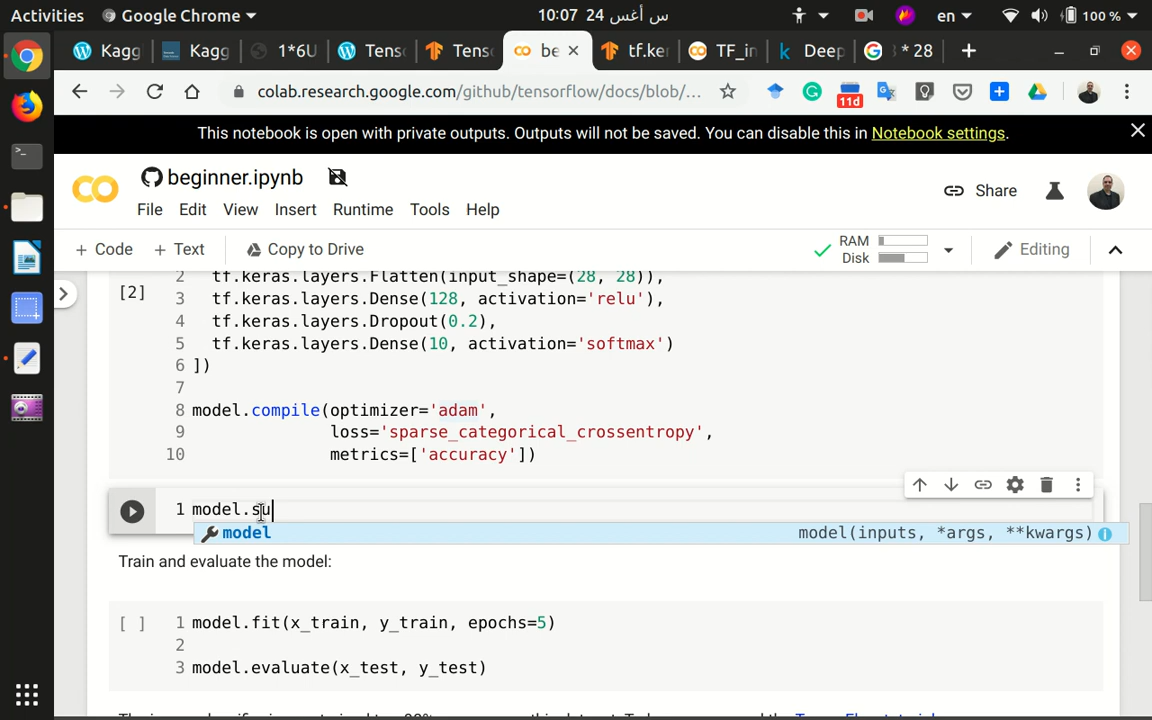 Activities Google Chrome 10:07 24 س أغس en 100 %
Kagg Kagg 1*6U Tens Tens be tf.ke TF_in Deep * 28
colab.research.google.com/github/tensorflow/docs/blob/...
11d
This notebook is open with private outputs. Outputs will not be saved. You can disable this in Notebook settings.
beginner.ipynb
Share
File Edit View Insert Runtime Tools Help
+ Code + Text Copy to Drive RAM Disk Editing
2 tf.keras.layers.Flatten(input_shape=(28, 28)),
[2] 3 tf.keras.layers.Dense(128, activation='relu'),
4 tf.keras.layers.Dropout(0.2),
5 tf.keras.layers.Dense(10, activation='softmax')
6 ])
7
8 model.compile(optimizer='adam',
9 loss='sparse_categorical_crossentropy',
10 metrics=['accuracy'])
1 model.su
model model(inputs, *args, **kwargs)
Train and evaluate the model:
[ ] 1 model.fit(x_train, y_train, epochs=5)
2
3 model.evaluate(x_test, y_test)